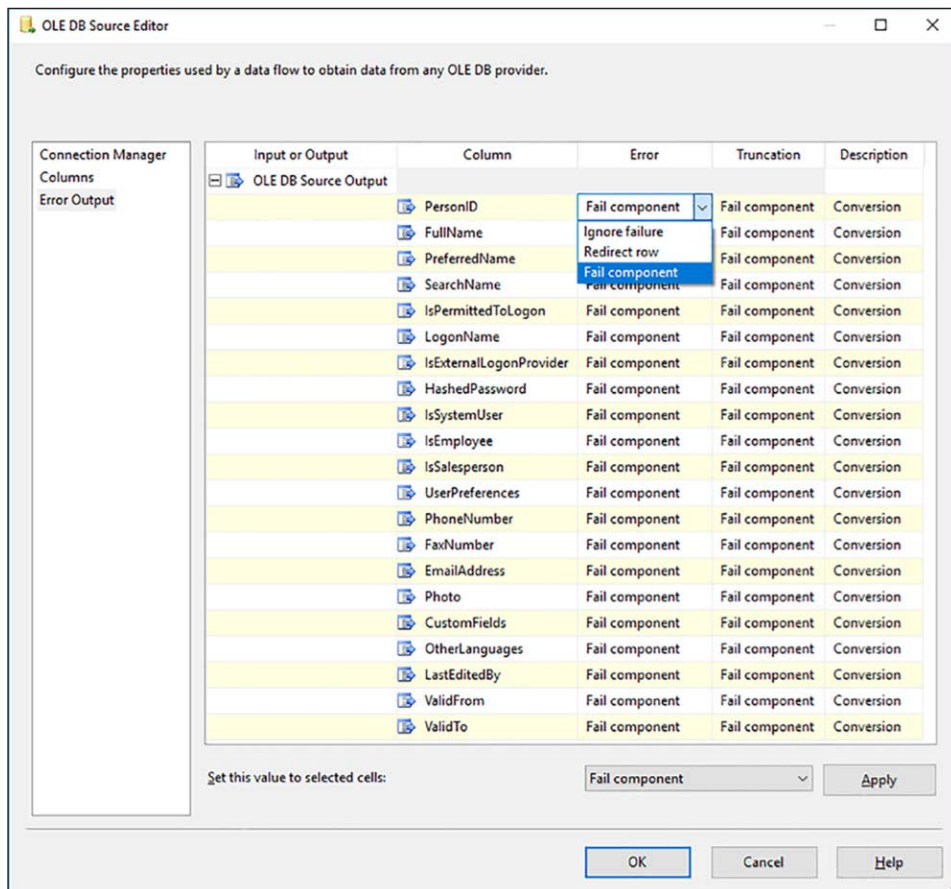 OLE DB Source Editor
Configure the properties used by a data flow to obtain data from any OLE DB provider.
Connection Manager
Columns
Error Output
Input or Output Column Error Truncation Description
OLE DB Source Output
PersonID Fail component Fail component Conversion
Ignore failure
Redirect row
Fail component
FullName Fail component Conversion
PreferredName Fail component Conversion
SearchName Fail component Fail component Conversion
IsPermittedToLogon Fail component Fail component Conversion
LogonName Fail component Fail component Conversion
IsExternalLogonProvider Fail component Fail component Conversion
HashedPassword Fail component Fail component Conversion
IsSystemUser Fail component Fail component Conversion
IsEmployee Fail component Fail component Conversion
IsSalesperson Fail component Fail component Conversion
UserPreferences Fail component Fail component Conversion
PhoneNumber Fail component Fail component Conversion
FaxNumber Fail component Fail component Conversion
EmailAddress Fail component Fail component Conversion
Photo Fail component Fail component Conversion
CustomFields Fail component Fail component Conversion
OtherLanguages Fail component Fail component Conversion
LastEditedBy Fail component Fail component Conversion
ValidFrom Fail component Fail component Conversion
ValidTo Fail component Fail component Conversion
Set this value to selected cells: Fail component Apply
OK Cancel Help